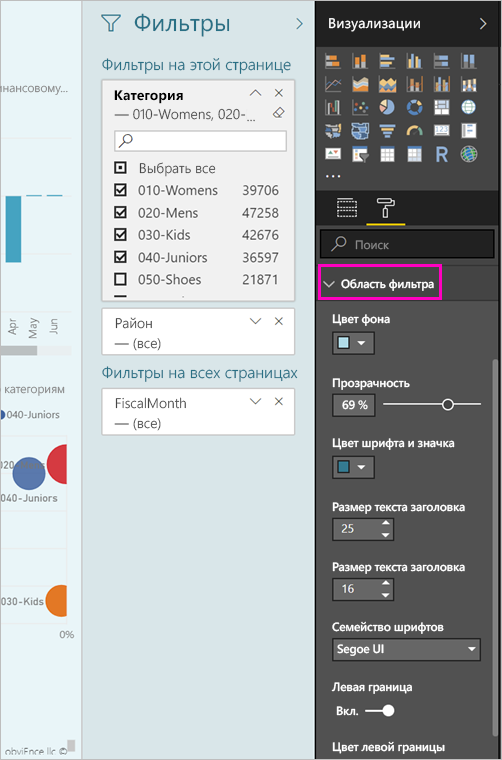 инансовому...
Apr
May
Jun
о категориям
040-Juniors
020-
040-Juniors
030-Kids
0%
obviEnce llc ©
Фильтры
Фильтры на этой странице
Категория
— 010-Womens, 020-...
Выбрать все
010-Womens 39706
020-Mens 47258
030-Kids 42676
040-Juniors 36597
050-Shoes 21871
Район
— (все)
Фильтры на всех страницах
FiscalMonth
— (все)
Визуализации
R
...
Поиск
Область фильтра
Цвет фона
Прозрачность
69 %
Цвет шрифта и значка
Размер текста заголовка
25
Размер текста заголовка
16
Семейство шрифтов
Segoe UI
Левая граница
Вкл.
Цвет левой границы